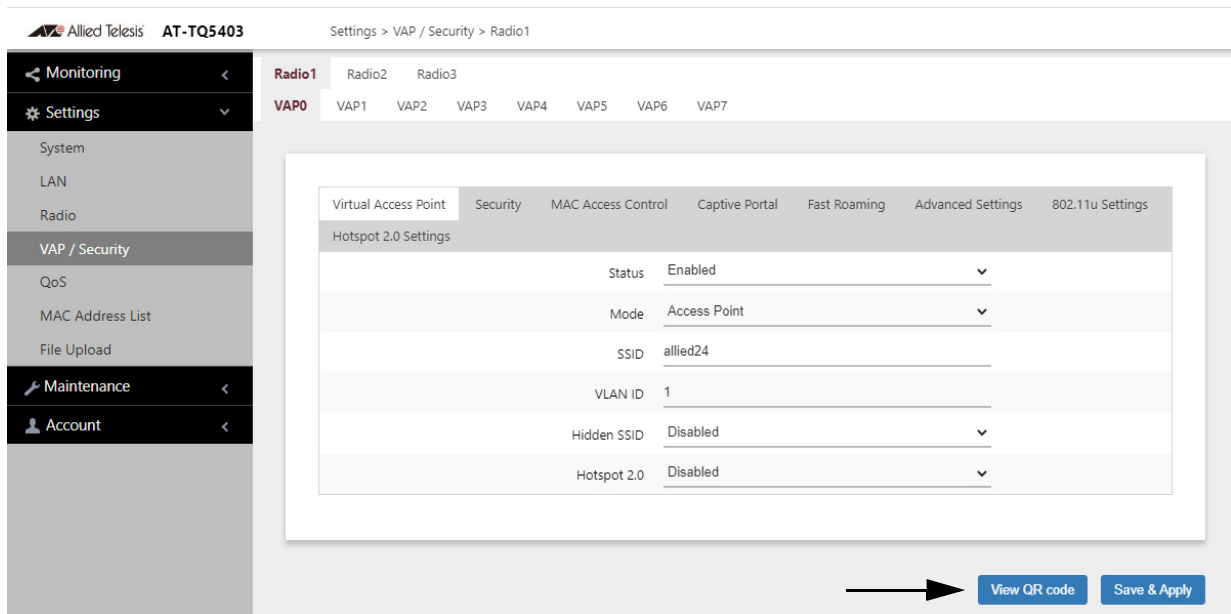 Allied Telesis AT-TQ5403 Settings > VAP / Security > Radio1
Monitoring
Radio1 Radio2 Radio3
Settings
VAP0 VAP1 VAP2 VAP3 VAP4 VAP5 VAP6 VAP7
System
LAN
Radio
VAP / Security
QoS
MAC Address List
File Upload
Maintenance
Account
Virtual Access Point Security MAC Access Control Captive Portal Fast Roaming Advanced Settings 802.11u Settings
Hotspot 2.0 Settings
Status Enabled
Mode Access Point
SSID allied24
VLAN ID 1
Hidden SSID Disabled
Hotspot 2.0 Disabled
View QR code Save & Apply